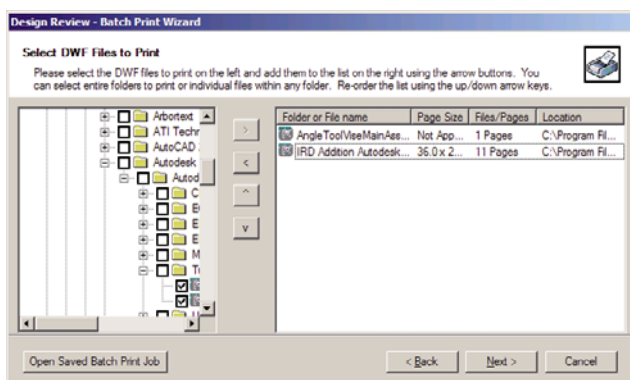 Design Review - Batch Print Wizard
Select DWF Files to Print
Please select the DWF files to print on the left and add them to the list on the right using the arrow buttons. You
can select entire folders to print or individual files within any folder. Re-order the list using the up/down arrow keys.
Arbortext
ATI Techr
AutoCAD
Autodesk
Autod
C
E
E
M
T
> 
<
^
v
Folder or File name Page Size Files/Pages Location
AngleToolViseMainAss... Not App... 1 Pages C:\Program Fil...
IRD Addition Autodesk... 36.0 x 2... 11 Pages C:\Program Fil...
Open Saved Batch Print Job
< Back
Next >
Cancel